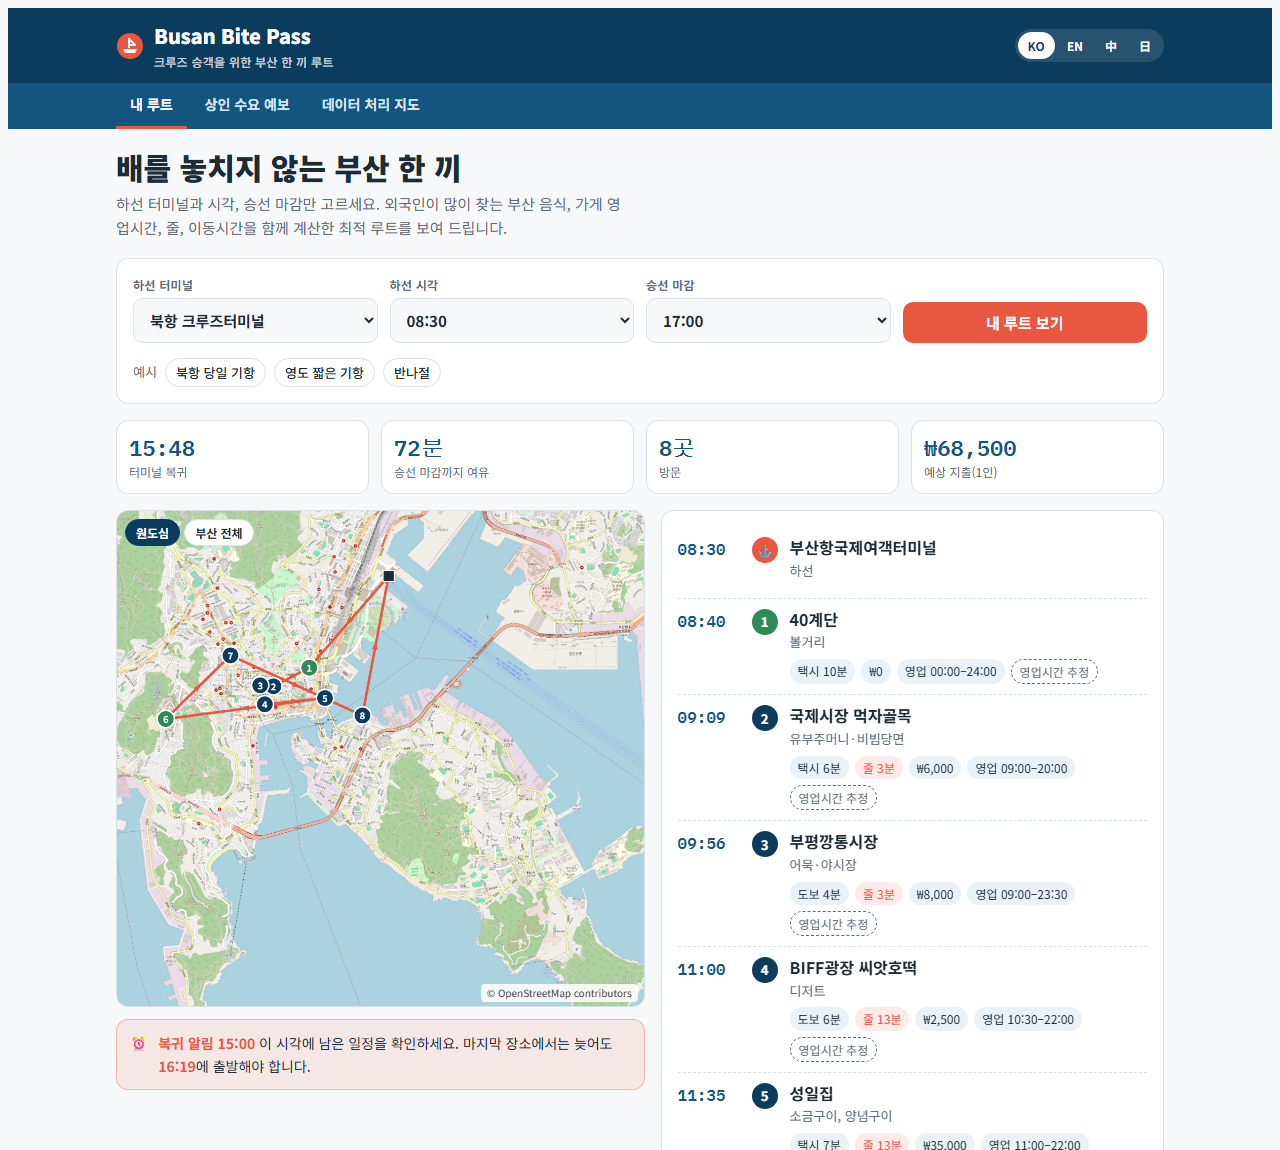 Busan Bite Pass
크루즈 승객을 위한 부산 한 끼 루트
KO EN 中 日
내 루트 상인 수요 예보 데이터 처리 지도
배를 놓치지 않는 부산 한 끼
하선 터미널과 시각, 승선 마감만 고르세요. 외국인이 많이 찾는 부산 음식, 가게 영
업시간, 줄, 이동시간을 함께 계산한 최적 루트를 보여 드립니다.
하선 터미널 하선 시각 승선 마감
북항 크루즈터미널 08:30 17:00 내 루트 보기
예시 북항 당일 기항 영도 짧은 기항 반나절
15:48 72분 8곳 ₩68,500
터미널 복귀 승선 마감까지 여유 방문 예상 지출(1인)
원도심 부산 전체
7
1
3 2
4 5
6 8
© OpenStreetMap contributors
⏰ 복귀 알림 15:00 이 시각에 남은 일정을 확인하세요. 마지막 장소에서는 늦어도
16:19에 출발해야 합니다.
08:30 ⚓ 부산항국제여객터미널
하선
08:40 1 40계단
볼거리
택시 10분 ₩0 영업 00:00–24:00 영업시간 추정
09:09 2 국제시장 먹자골목
유부주머니·비빔당면
택시 6분 줄 3분 ₩6,000 영업 09:00–20:00
영업시간 추정
09:56 3 부평깡통시장
어묵·야시장
도보 4분 줄 3분 ₩8,000 영업 09:00–23:30
영업시간 추정
11:00 4 BIFF광장 씨앗호떡
디저트
도보 6분 줄 13분 ₩2,500 영업 10:30–22:00
영업시간 추정
11:35 5 성일집
소금구이, 양념구이
택시 7분 줄 13분 ₩35,000 영업 11:00–22:00